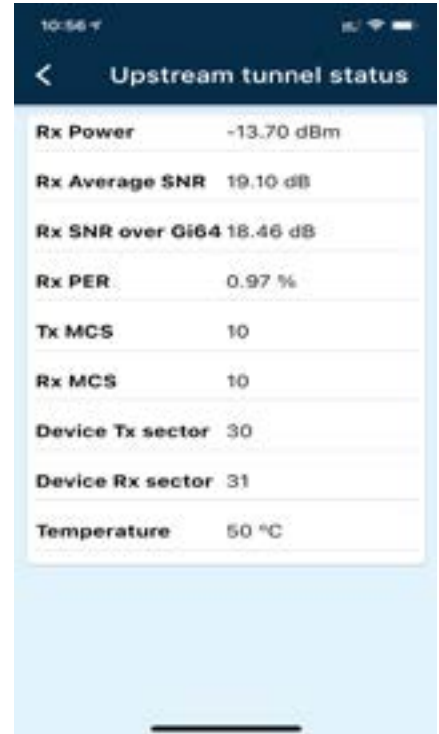 10:56
Upstream tunnel status
Rx Power -13.70 dBm
Rx Average SNR 19.10 dB
Rx SNR over Gi64 18.46 dB
Rx PER 0.97 %
Tx MCS 10
Rx MCS 10
Device Tx sector 30
Device Rx sector 31
Temperature 50 °C